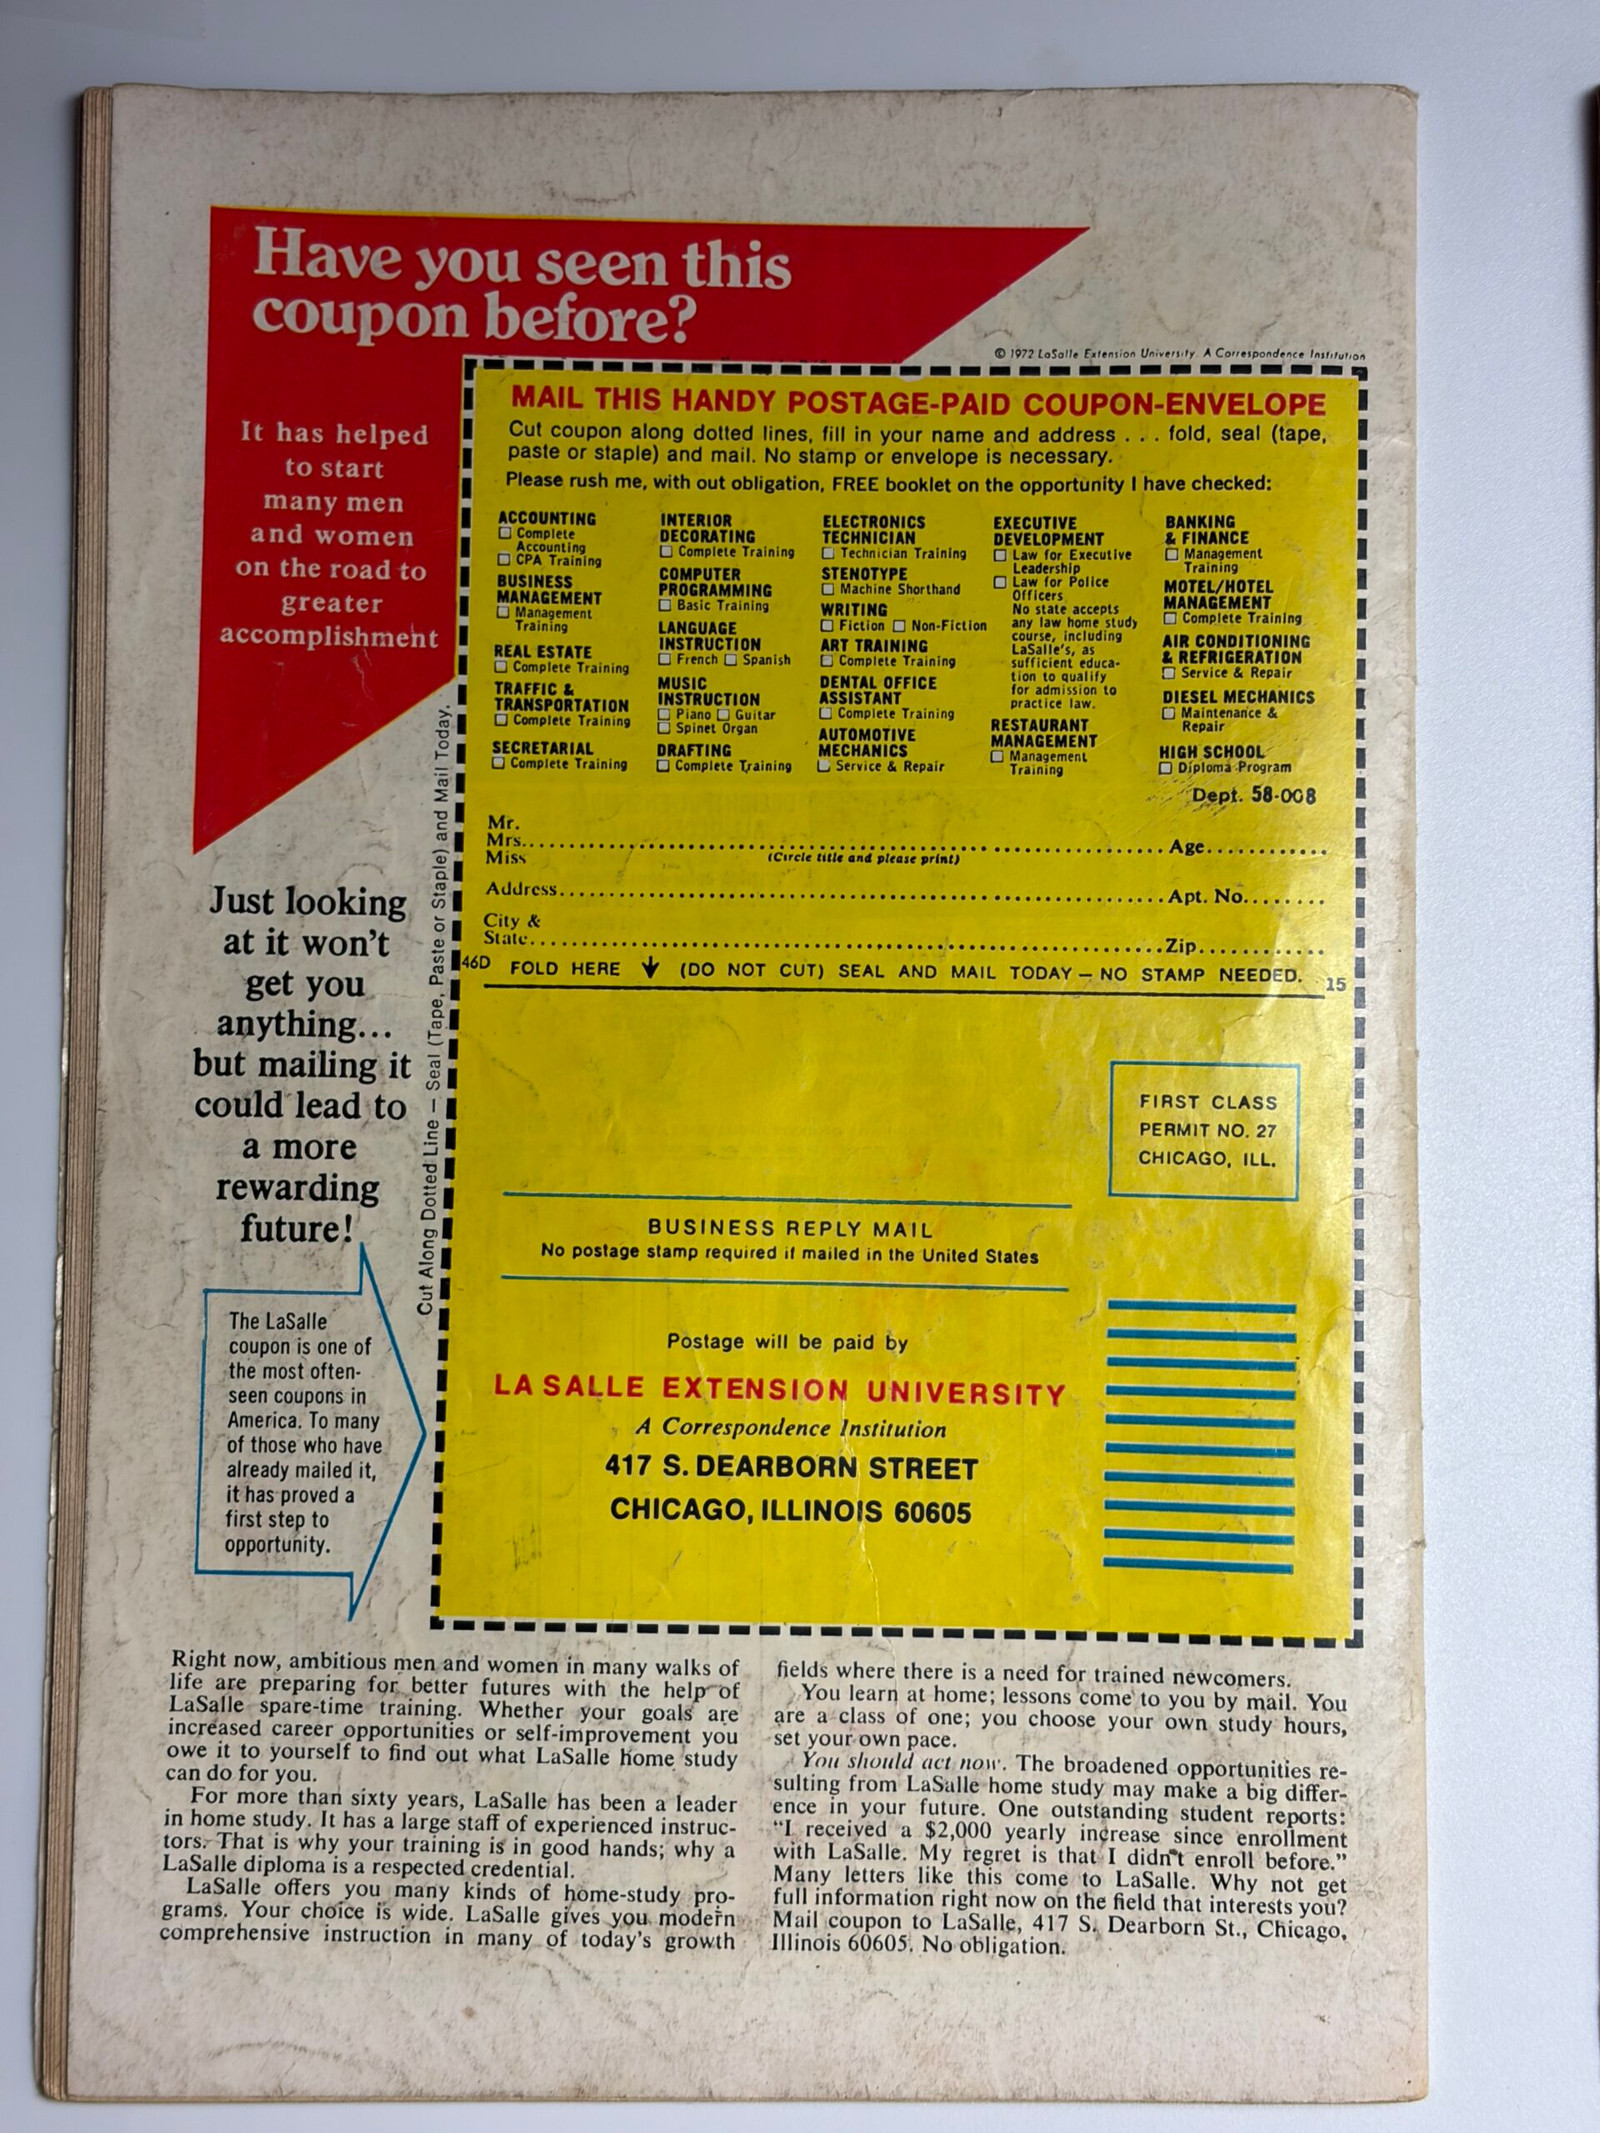 Have you seen this
coupon before?
It has helped
to start
many men
and women
on the road to
greater
accomplishment
© 1972 LaSalle Extension University. A Correspondence Institution
MAIL THIS HANDY POSTAGE-PAID COUPON-ENVELOPE
Cut coupon along dotted lines, fill in your name and address . . . fold, seal (tape,
paste or staple) and mail. No stamp or envelope is necessary.
Please rush me, with out obligation, FREE booklet on the opportunity I have checked:
ACCOUNTING
☐ Complete
Accounting
☐ CPA Training
BUSINESS
MANAGEMENT
☐ Management
Training
REAL ESTATE
☐ Complete Training
TRAFFIC &
TRANSPORTATION
☐ Complete Training
SECRETARIAL
☐ Complete Training
INTERIOR
DECORATING
☐ Complete Training
COMPUTER
PROGRAMMING
☐ Basic Training
LANGUAGE
INSTRUCTION
☐ French ☐ Spanish
MUSIC
INSTRUCTION
☐ Piano ☐ Guitar
☐ Spinet Organ
DRAFTING
☐ Complete Training
ELECTRONICS
TECHNICIAN
☐ Technician Training
STENOTYPE
☐ Machine Shorthand
WRITING
☐ Fiction ☐ Non-Fiction
ART TRAINING
☐ Complete Training
DENTAL OFFICE
ASSISTANT
☐ Complete Training
AUTOMOTIVE
MECHANICS
☐ Service & Repair
EXECUTIVE
DEVELOPMENT
☐ Law for Executive
Leadership
☐ Law for Police
Officers
No state accepts
any law home study
course, including
LaSalle's, as
sufficient educa-
tion to qualify
for admission to
practice law.
RESTAURANT
MANAGEMENT
☐ Management
Training
BANKING
& FINANCE
☐ Management
Training
MOTEL/HOTEL
MANAGEMENT
☐ Complete Training
AIR CONDITIONING
& REFRIGERATION
☐ Service & Repair
DIESEL MECHANICS
☐ Maintenance &
Repair
HIGH SCHOOL
☐ Diploma Program
Dept. 58-008
Mr.
Mrs. Age
Miss (Circle title and please print)
Address Apt. No.
City &
State Zip
46D FOLD HERE ↓ (DO NOT CUT) SEAL AND MAIL TODAY — NO STAMP NEEDED. 15
Cut Along Dotted Line — Seal (Tape, Paste or Staple) and Mail Today.
Just looking
at it won't
get you
anything...
but mailing it
could lead to
a more
rewarding
future!
FIRST CLASS
PERMIT NO. 27
CHICAGO, ILL.
BUSINESS REPLY MAIL
No postage stamp required if mailed in the United States
Postage will be paid by
LA SALLE EXTENSION UNIVERSITY
A Correspondence Institution
417 S. DEARBORN STREET
CHICAGO, ILLINOIS 60605
The LaSalle
coupon is one of
the most often-
seen coupons in
America. To many
of those who have
already mailed it,
it has proved a
first step to
opportunity.
Right now, ambitious men and women in many walks of
life are preparing for better futures with the help of
LaSalle spare-time training. Whether your goals are
increased career opportunities or self-improvement you
owe it to yourself to find out what LaSalle home study
can do for you.
For more than sixty years, LaSalle has been a leader
in home study. It has a large staff of experienced instruc-
tors. That is why your training is in good hands; why a
LaSalle diploma is a respected credential.
LaSalle offers you many kinds of home-study pro-
grams. Your choice is wide. LaSalle gives you modern
comprehensive instruction in many of today's growth
fields where there is a need for trained newcomers.
You learn at home; lessons come to you by mail. You
are a class of one; you choose your own study hours,
set your own pace.
You should act now. The broadened opportunities re-
sulting from LaSalle home study may make a big differ-
ence in your future. One outstanding student reports:
"I received a $2,000 yearly increase since enrollment
with LaSalle. My regret is that I didn't enroll before."
Many letters like this come to LaSalle. Why not get
full information right now on the field that interests you?
Mail coupon to LaSalle, 417 S. Dearborn St., Chicago,
Illinois 60605. No obligation.